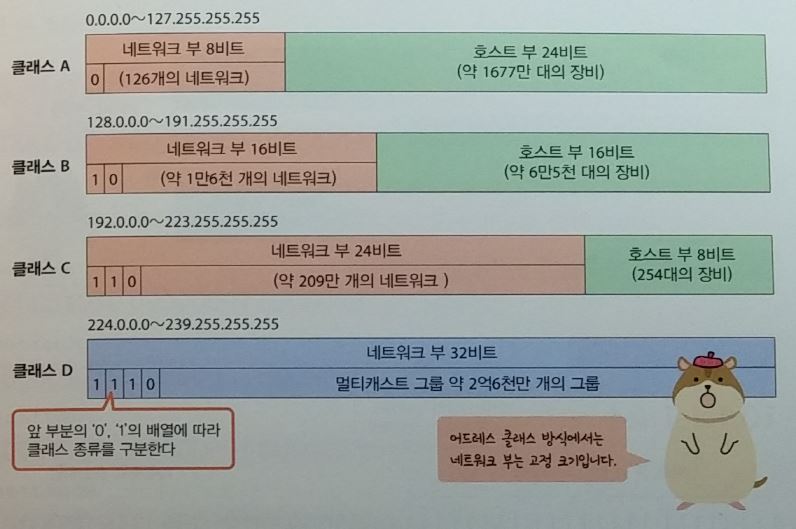 0.0.0.0～127.255.255.255
클래스 A
네트워크 부 8비트
0 (126개의 네트워크)
호스트 부 24비트
(약 1677만 대의 장비)
128.0.0.0～191.255.255.255
클래스 B
네트워크 부 16비트
1 0 (약 1만6천 개의 네트워크)
호스트 부 16비트
(약 6만5천 대의 장비)
192.0.0.0～223.255.255.255
클래스 C
네트워크 부 24비트
1 1 0 (약 209만 개의 네트워크 )
호스트 부 8비트
(254대의 장비)
224.0.0.0～239.255.255.255
클래스 D
네트워크 부 32비트
1 1 1 0 멀티캐스트 그룹 약 2억6천만 개의 그룹
앞 부분의 ‘0’, ‘1’의 배열에 따라
클래스 종류를 구분한다
어드레스 클래스 방식에서는
네트워크 부는 고정 크기입니다.